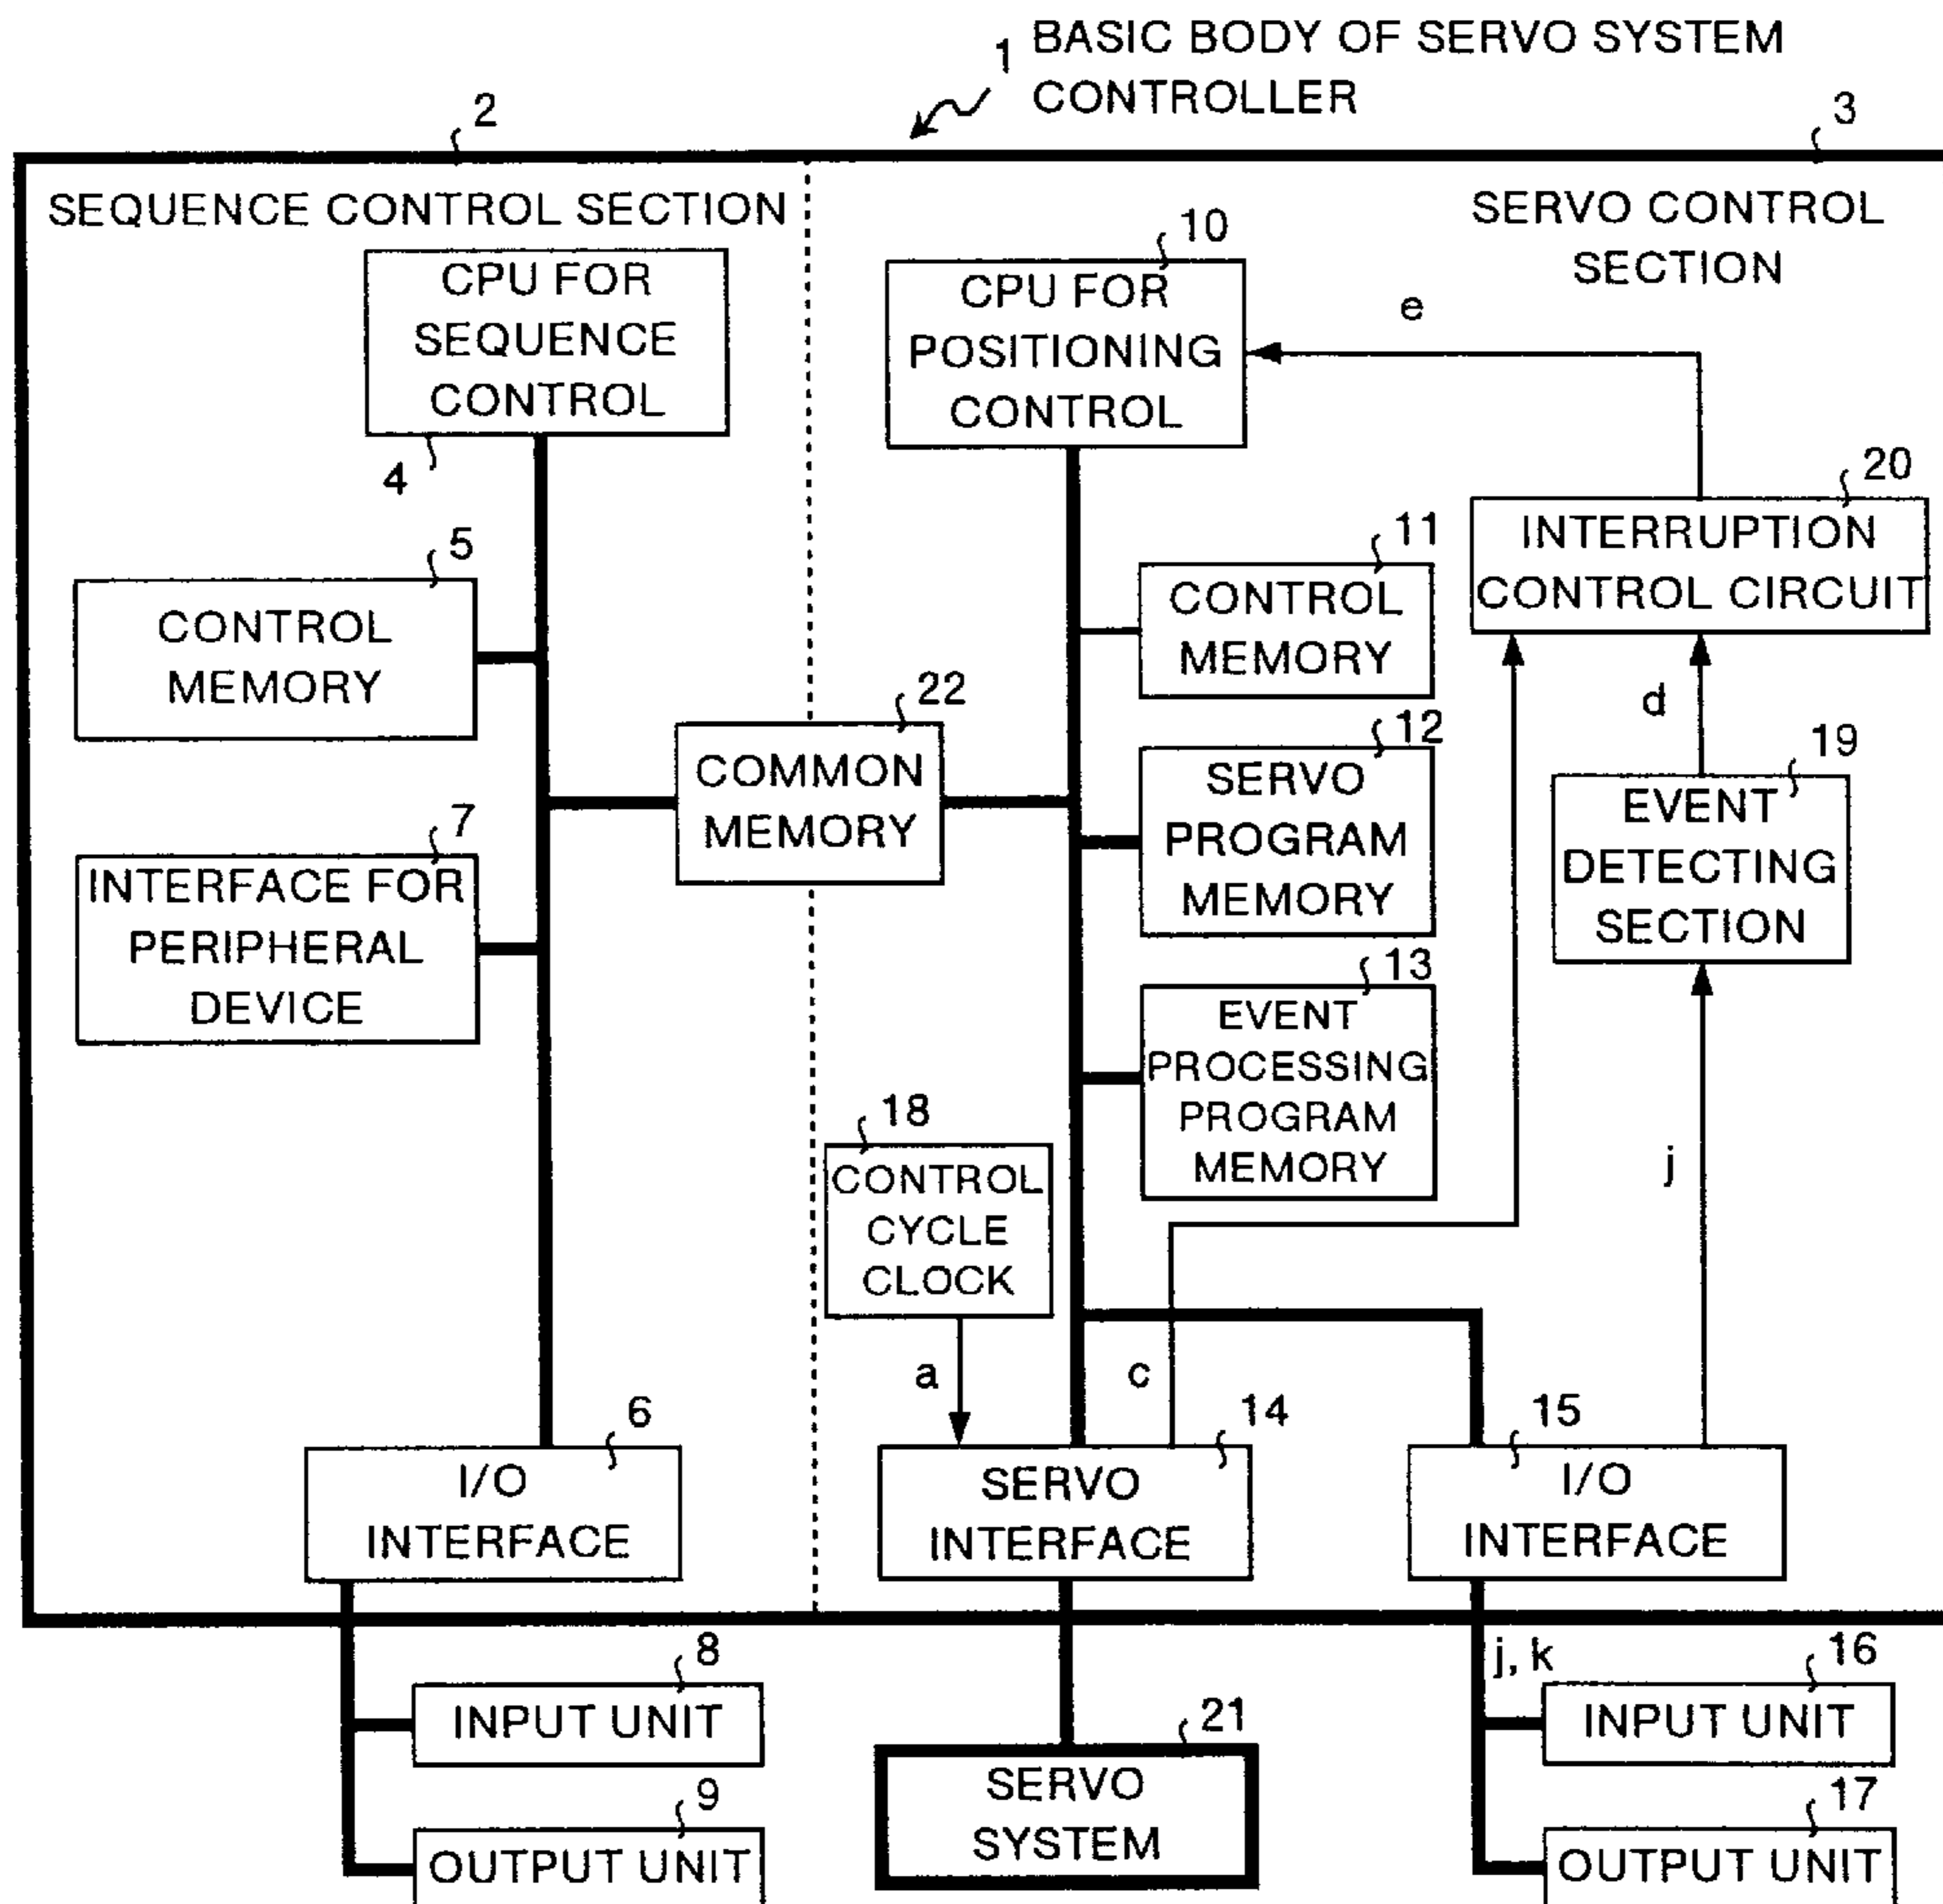 1 BASIC BODY OF SERVO SYSTEM
CONTROLLER
2
3
SEQUENCE CONTROL SECTION
SERVO CONTROL
SECTION
CPU FOR
SEQUENCE
CONTROL
4
10
CPU FOR
POSITIONING
CONTROL
e
20
INTERRUPTION
CONTROL CIRCUIT
5
CONTROL
MEMORY
11
CONTROL
MEMORY
22
COMMON
MEMORY
12
SERVO
PROGRAM
MEMORY
d
19
EVENT
DETECTING
SECTION
7
INTERFACE FOR
PERIPHERAL
DEVICE
13
EVENT
PROCESSING
PROGRAM
MEMORY
j
18
CONTROL
CYCLE
CLOCK
a
c
6
I/O
INTERFACE
14
SERVO
INTERFACE
15
I/O
INTERFACE
j, k
8
INPUT UNIT
9
OUTPUT UNIT
21
SERVO
SYSTEM
16
INPUT UNIT
17
OUTPUT UNIT